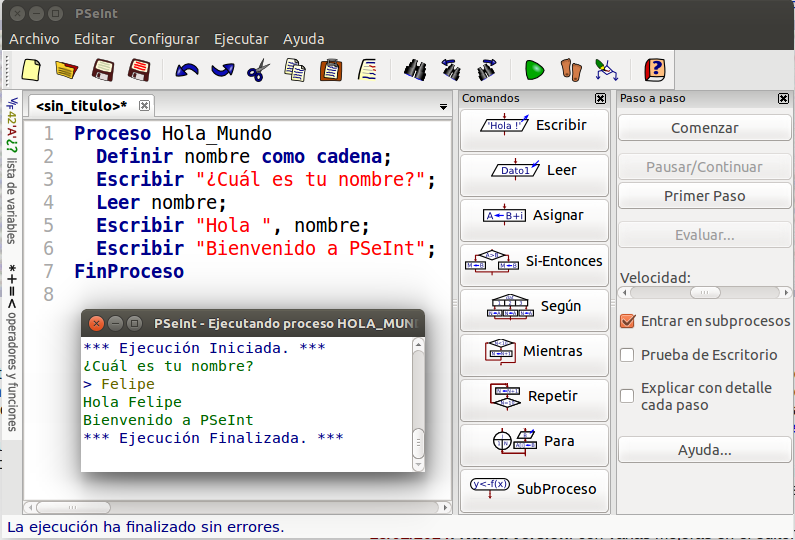 PSeInt
Archivo Editar Configurar Ejecutar Ayuda
<sin_titulo>*
1 Proceso Hola_Mundo
2 Definir nombre como cadena;
3 Escribir "¿Cuál es tu nombre?";
4 Leer nombre;
5 Escribir "Hola ", nombre;
6 Escribir "Bienvenido a PSeInt";
7 FinProceso
8
lista de variables
*+=< operadores y funciones
PSeInt - Ejecutando proceso HOLA_MUN
*** Ejecución Iniciada. ***
¿Cuál es tu nombre?
> Felipe
Hola Felipe
Bienvenido a PSeInt
*** Ejecución Finalizada. ***
Comandos
'Hola !' Escribir
Dato1 Leer
A B+i Asignar
Si-Entonces
Según
Mientras
Repetir
Para
y<-f(x) SubProceso
Paso a paso
Comenzar
Pausar/Continuar
Primer Paso
Evaluar...
Velocidad:
Entrar en subprocesos
Prueba de Escritorio
Explicar con detalle
cada paso
Ayuda...
La ejecución ha finalizado sin errores.